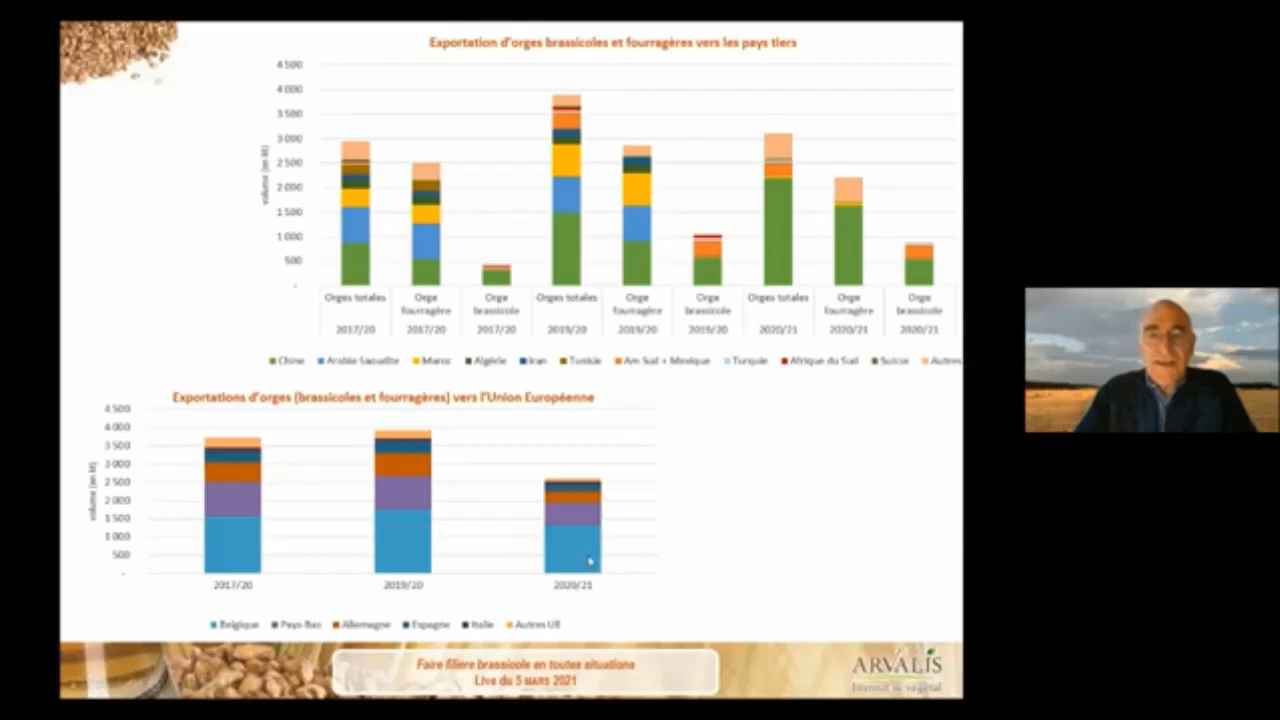 Exportation d'orges brassicoles et fourragères vers les pays tiers
volume (en kt)
4 500
4 000
3 500
3 000
2 500
2 000
1 500
1 000
500
-
Orges totales Orge fourragère Orge brassicole Orges totales Orge fourragère Orge brassicole Orges totales Orge fourragère Orge brassicole
2017/20 2017/20 2017/20 2019/20 2019/20 2019/20 2020/21 2020/21 2020/21
Chine Arabie Saoudite Maroc Algérie Iran Tunisie Am Sud + Mexique Turquie Afrique du Sud Suisse Autres
Exportations d'orges (brassicoles et fourragères) vers l'Union Européenne
volume (en kt)
4 500
4 000
3 500
3 000
2 500
2 000
1 500
1 000
500
-
2017/20 2019/20 2020/21
Belgique Pays-Bas Allemagne Espagne Italie Autres UE
Faire filière brassicole en toutes situations
Live du 5 MARS 2021
ARVALIS
Institut du végétal